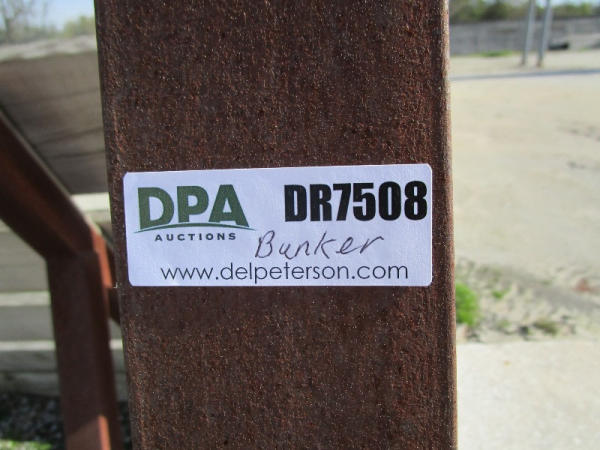 DPA DR7508
AUCTIONS Bunker
www.delpeterson.com